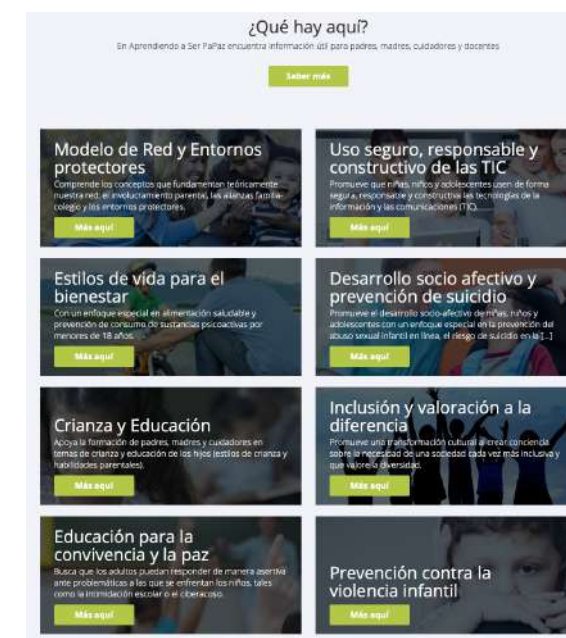 ¿Qué hay aquí?
En Aprendiendo a Ser PaPaz encuentra información útil para padres, madres, cuidadores y docentes
Saber más
Modelo de Red y Entornos
protectores
Comprende los conceptos que fundamentan teóricamente
nuestra red: el involucramiento parental, las alianzas familia-
colegio y los entornos protectores.
Más aquí
Uso seguro, responsable y
constructivo de las TIC
Promueve que niñas, niños y adolescentes usen de forma
segura, responsable y constructiva las tecnologías de la
información y las comunicaciones (TIC).
Más aquí
Estilos de vida para el
bienestar
Con un enfoque especial en alimentación saludable y
prevención de consumo de sustancias psicoactivas por
menores de 18 años.
Más aquí
Desarrollo socio afectivo y
prevención de suicidio
Promueve el desarrollo socio-afectivo de niñas, niños y
adolescentes con un enfoque especial en la prevención del
abuso sexual infantil en línea, el riesgo de suicidio en la [...]
Más aquí
Crianza y Educación
Apoya la formación de padres, madres y cuidadores en
temas de crianza y educación de los hijos (estilos de crianza y
habilidades parentales).
Más aquí
Inclusión y valoración a la
diferencia
Promueve una transformación cultural al crear conciencia
sobre la necesidad de una sociedad cada vez más inclusiva y
que valore la diversidad.
Más aquí
Educación para la
convivencia y la paz
Busca que los adultos puedan responder de manera asertiva
ante problemáticas a las que se enfrentan los niños, tales
como la intimidación escolar o el ciberacoso.
Más aquí
Prevención contra la
violencia infantil
Más aquí